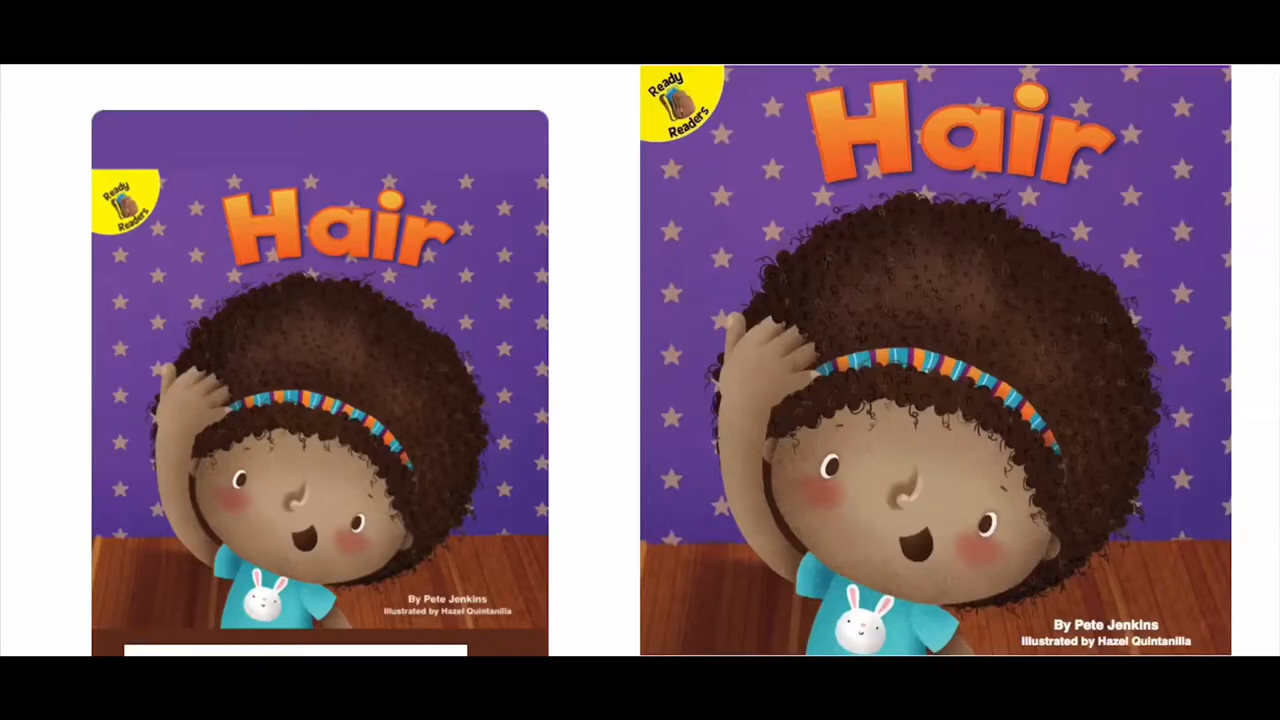 Ready
Readers
Hair
By Pete Jenkins
Illustrated by Hazel Quintanilla
Ready
Readers
Hair
By Pete Jenkins
Illustrated by Hazel Quintanilla